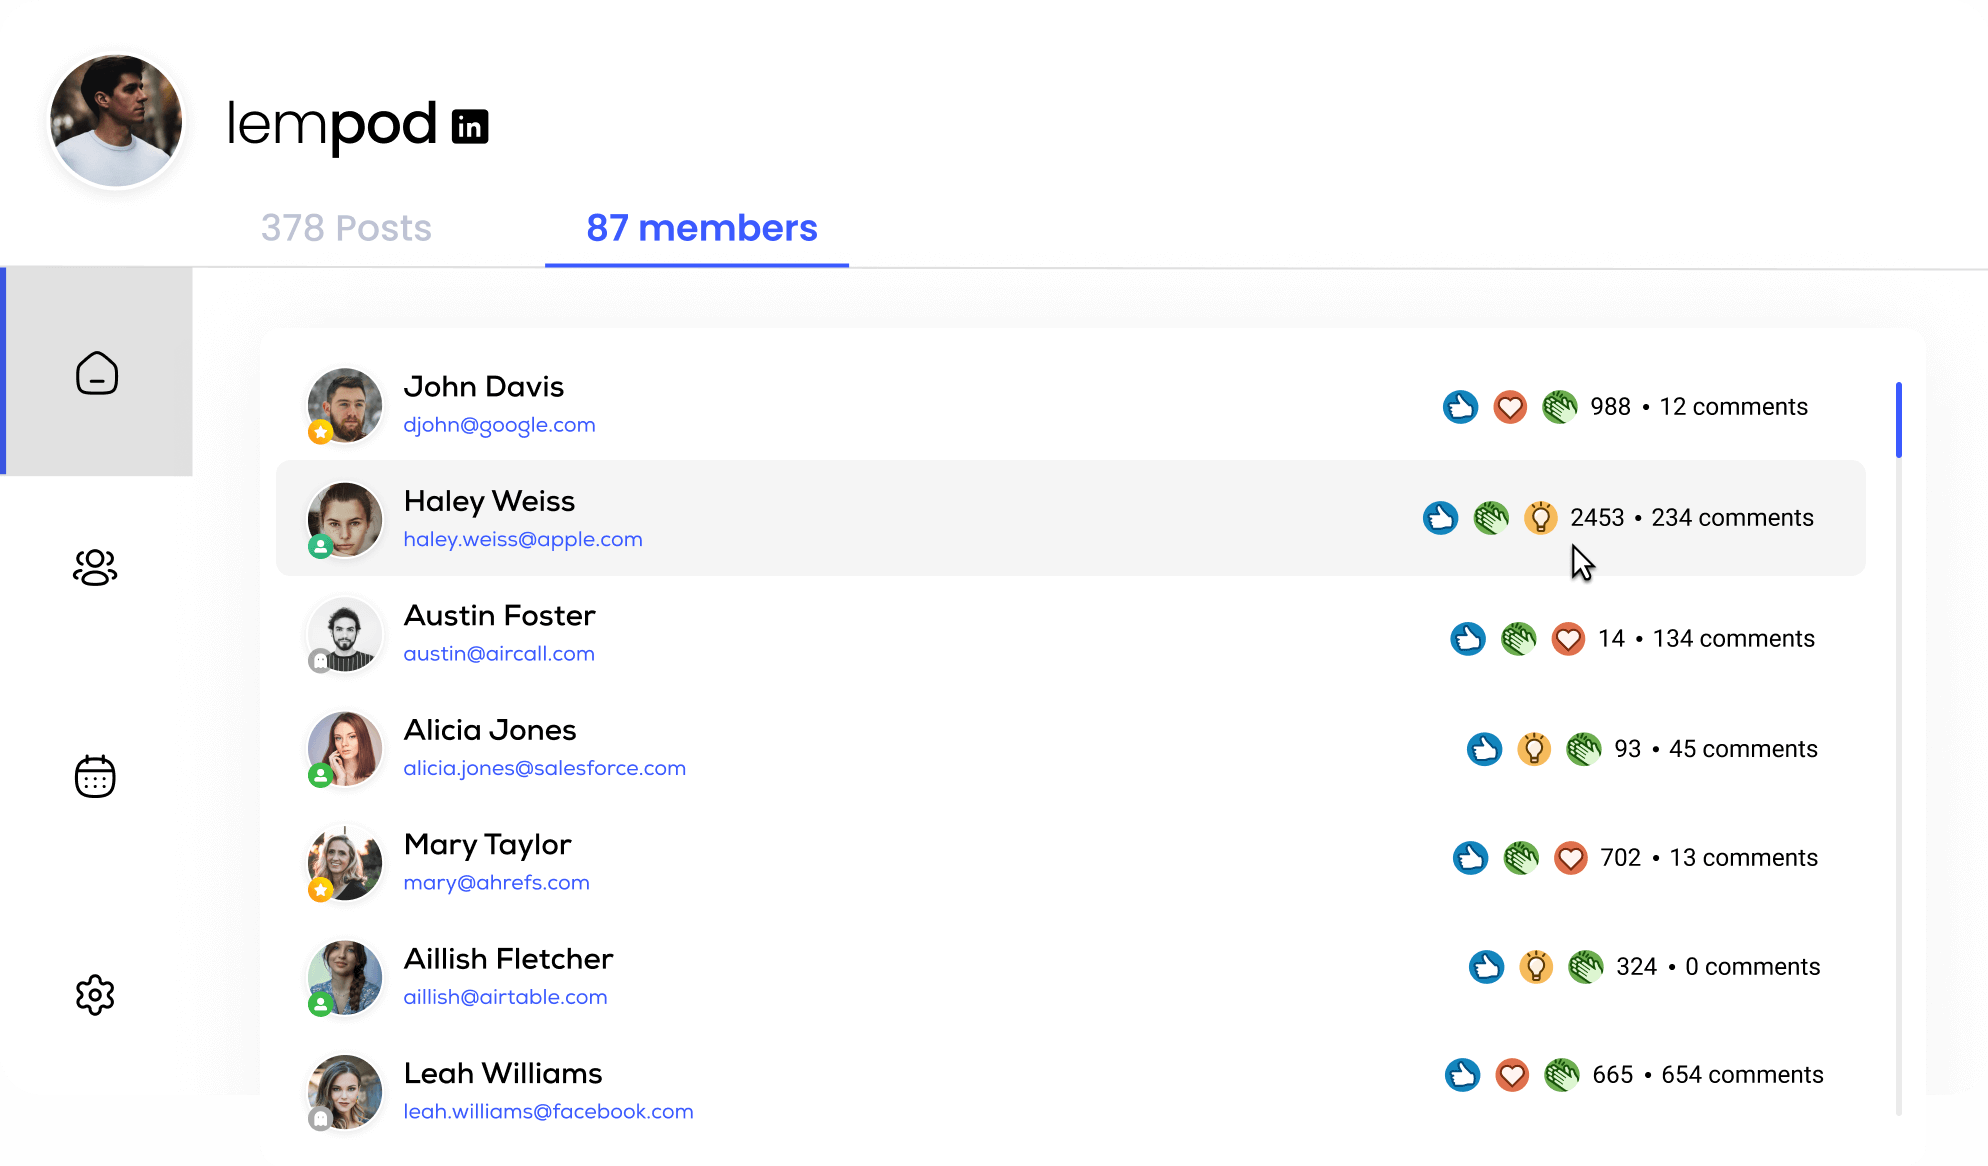 lempod in
378 Posts
87 members
John Davis
djohn@google.com
988 • 12 comments
Haley Weiss
haley.weiss@apple.com
2453 • 234 comments
Austin Foster
austin@aircall.com
14 • 134 comments
Alicia Jones
alicia.jones@salesforce.com
93 • 45 comments
Mary Taylor
mary@ahrefs.com
702 • 13 comments
Aillish Fletcher
aillish@airtable.com
324 • 0 comments
Leah Williams
leah.williams@facebook.com
665 • 654 comments